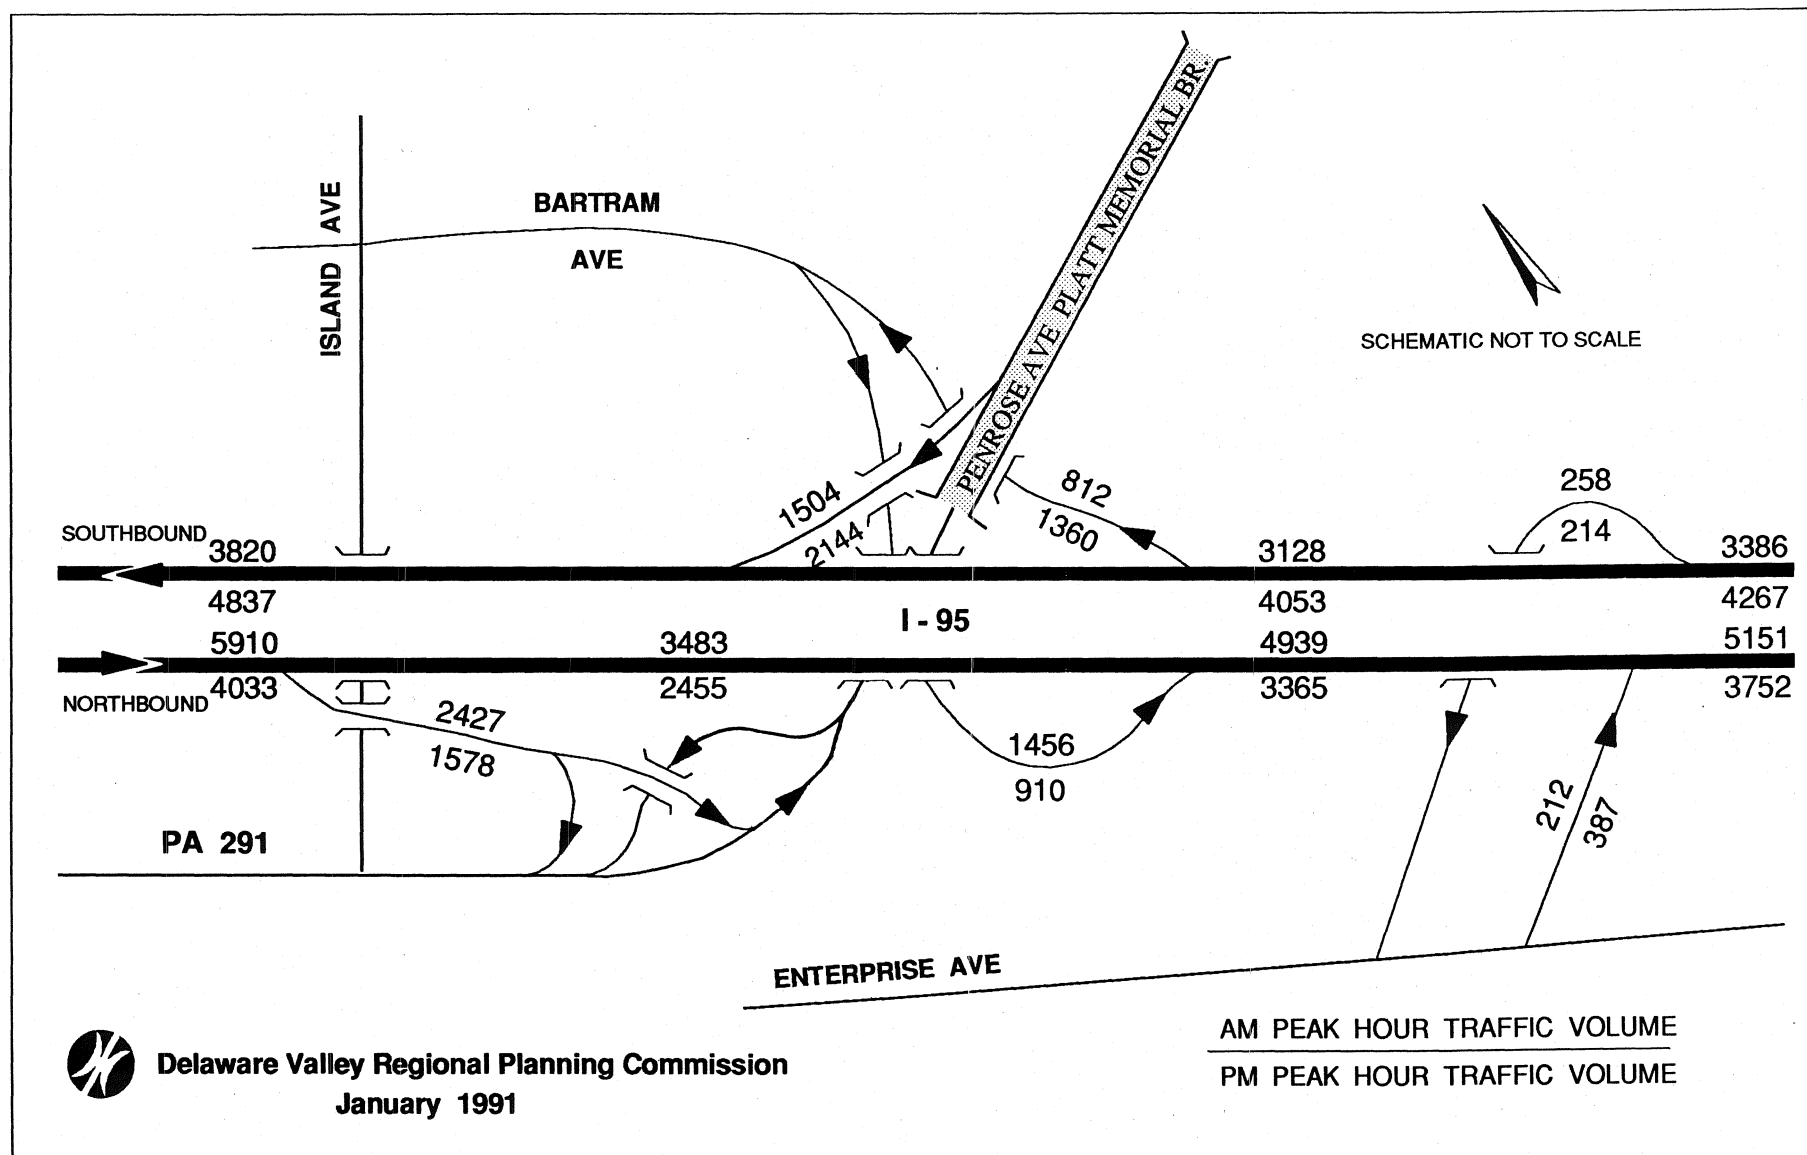 BARTRAM
AVE
ISLAND AVE
PENROSE AVE PLATT MEMORIAL BR.
SCHEMATIC NOT TO SCALE
1504
2144
812
1360
258
214
SOUTHBOUND
3820
3128
3386
4837
I - 95
4053
4267
5910
3483
4939
5151
NORTHBOUND
4033
2455
3365
3752
2427
1578
1456
910
212
387
PA 291
ENTERPRISE AVE
AM PEAK HOUR TRAFFIC VOLUME
PM PEAK HOUR TRAFFIC VOLUME
Delaware Valley Regional Planning Commission
January 1991